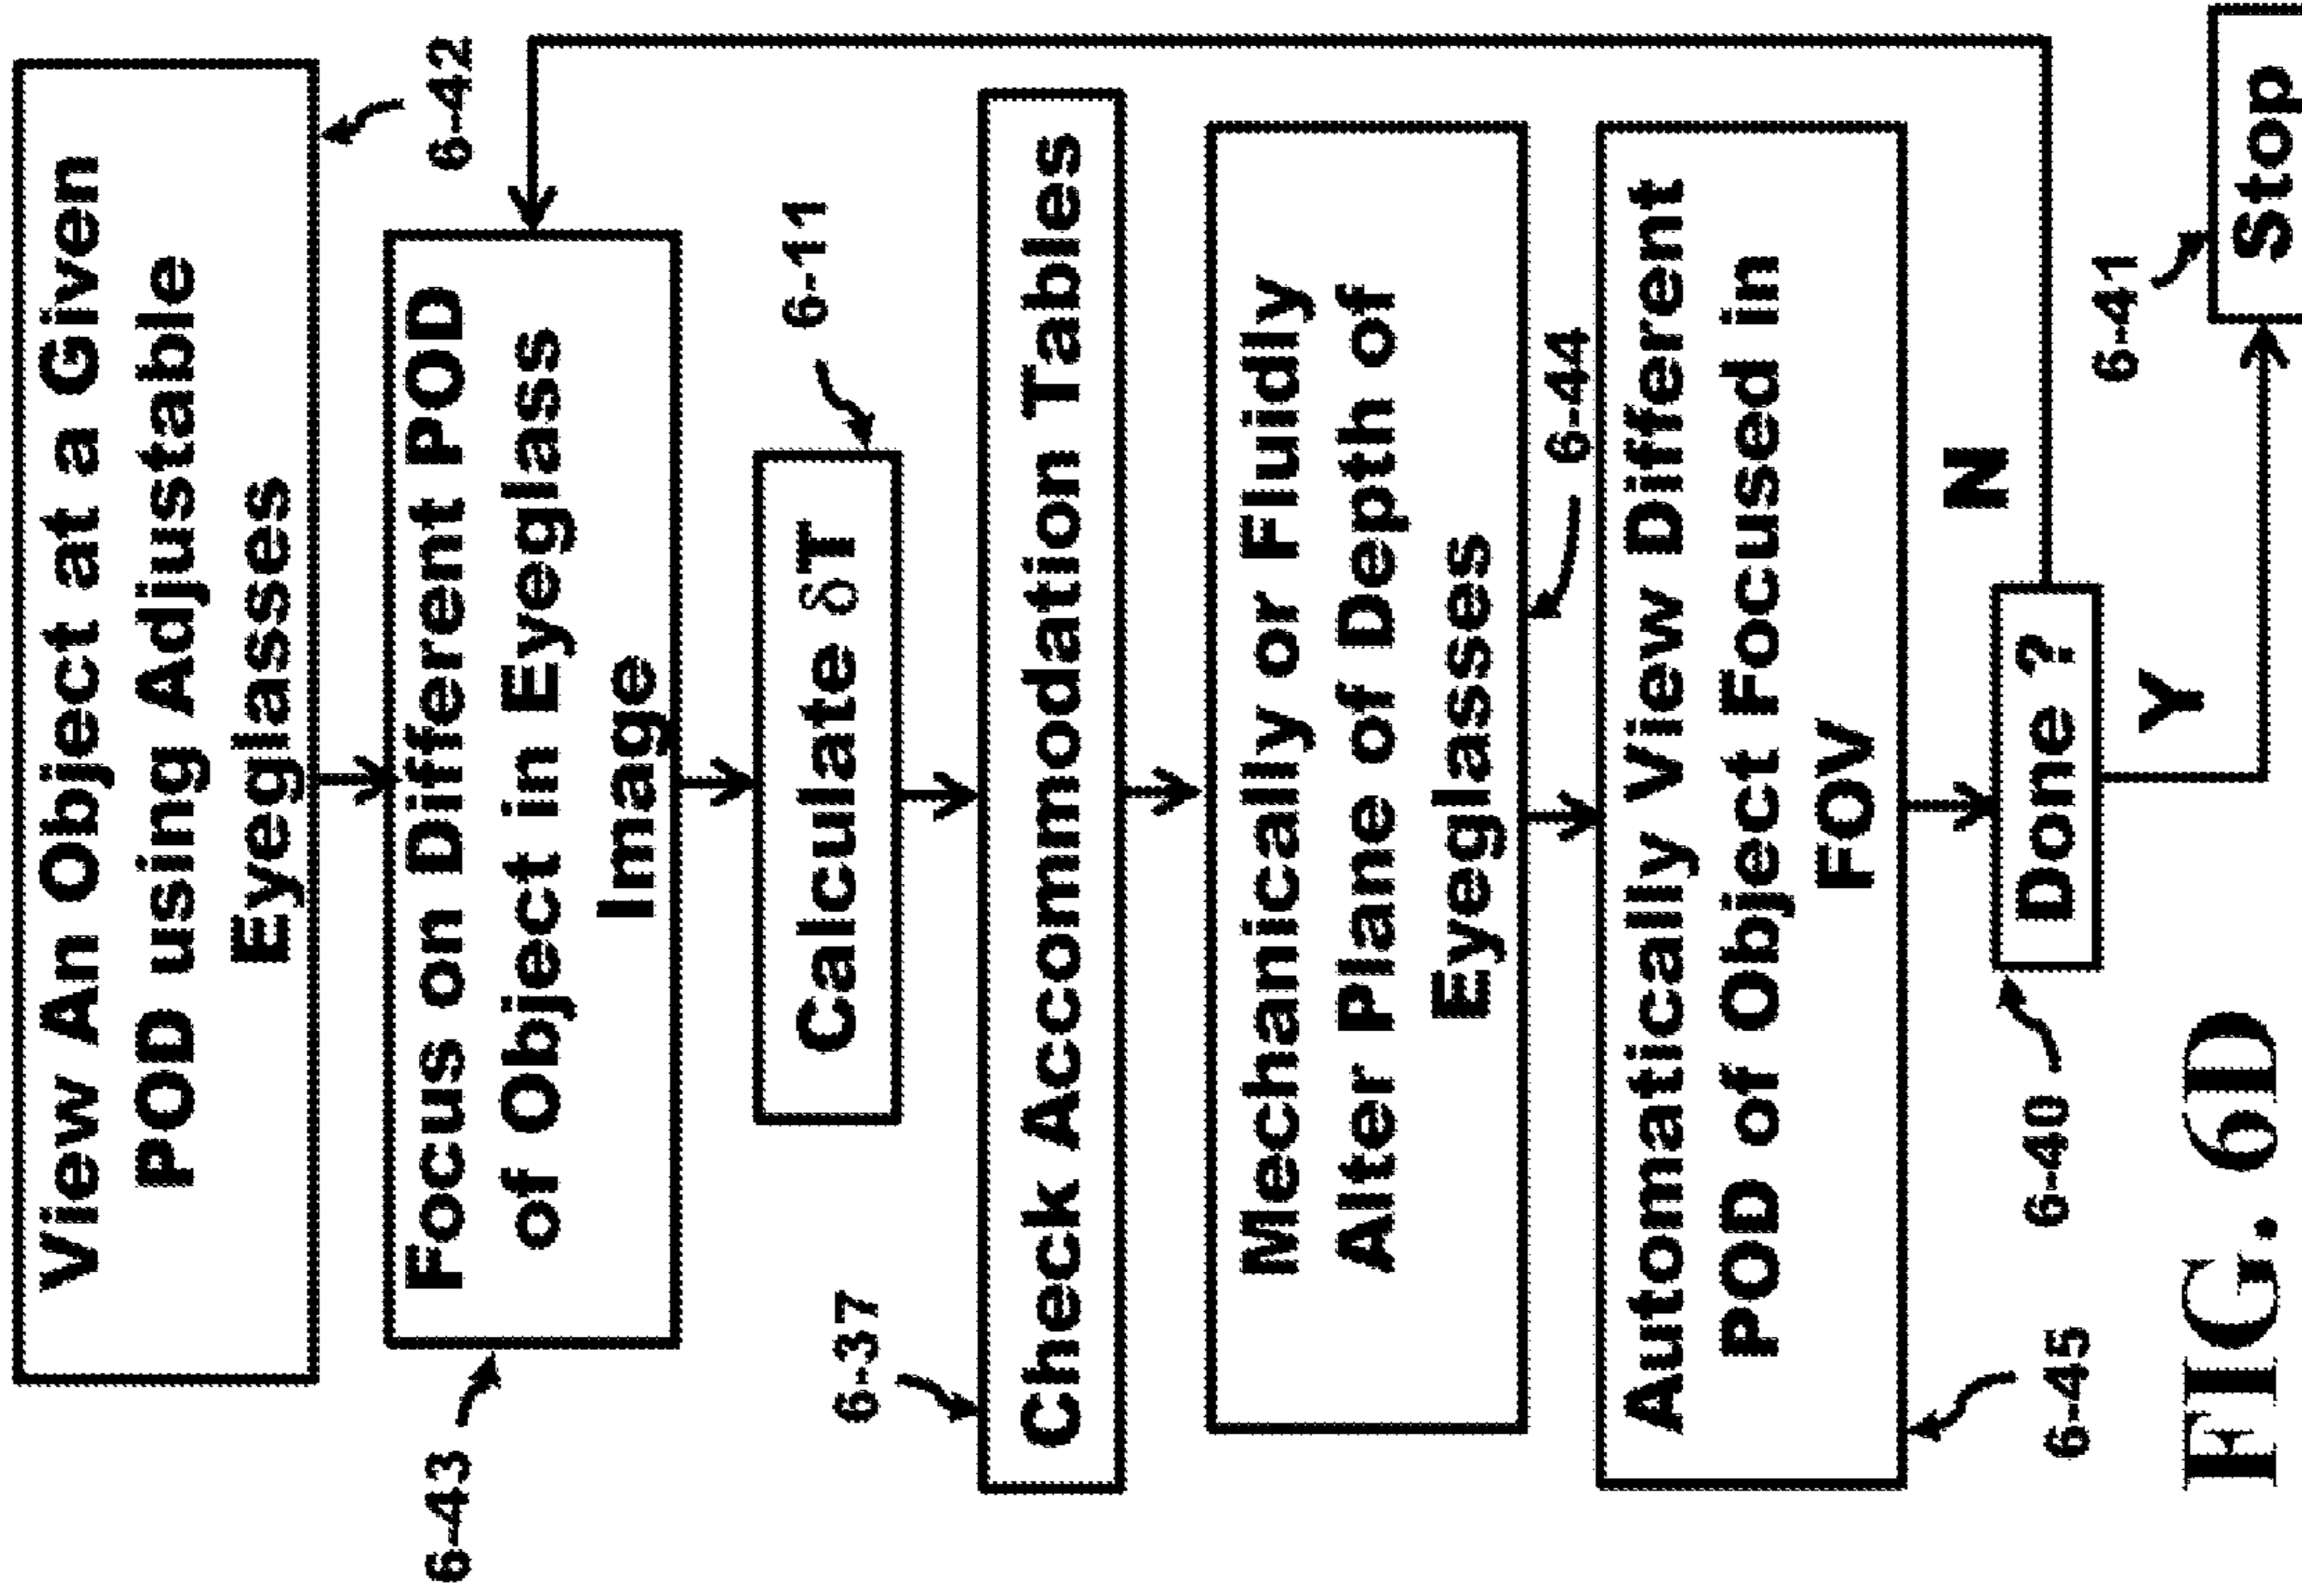 View An Object at a Given
POD using Adjustable
Eyeglasses
6-42
Focus on Different POD
of Object in Eyeglass
Image
6-43
Calculate δT
6-11
6-37
Check Accommodation Tables
Mechanically or Fluidly
Alter Plane of Depth of
Eyeglasses
6-44
Automatically View Different
POD of Object Focused in
FOV
6-45
N
Done ?
6-40
Y
6-41
Stop
FIG. 6D